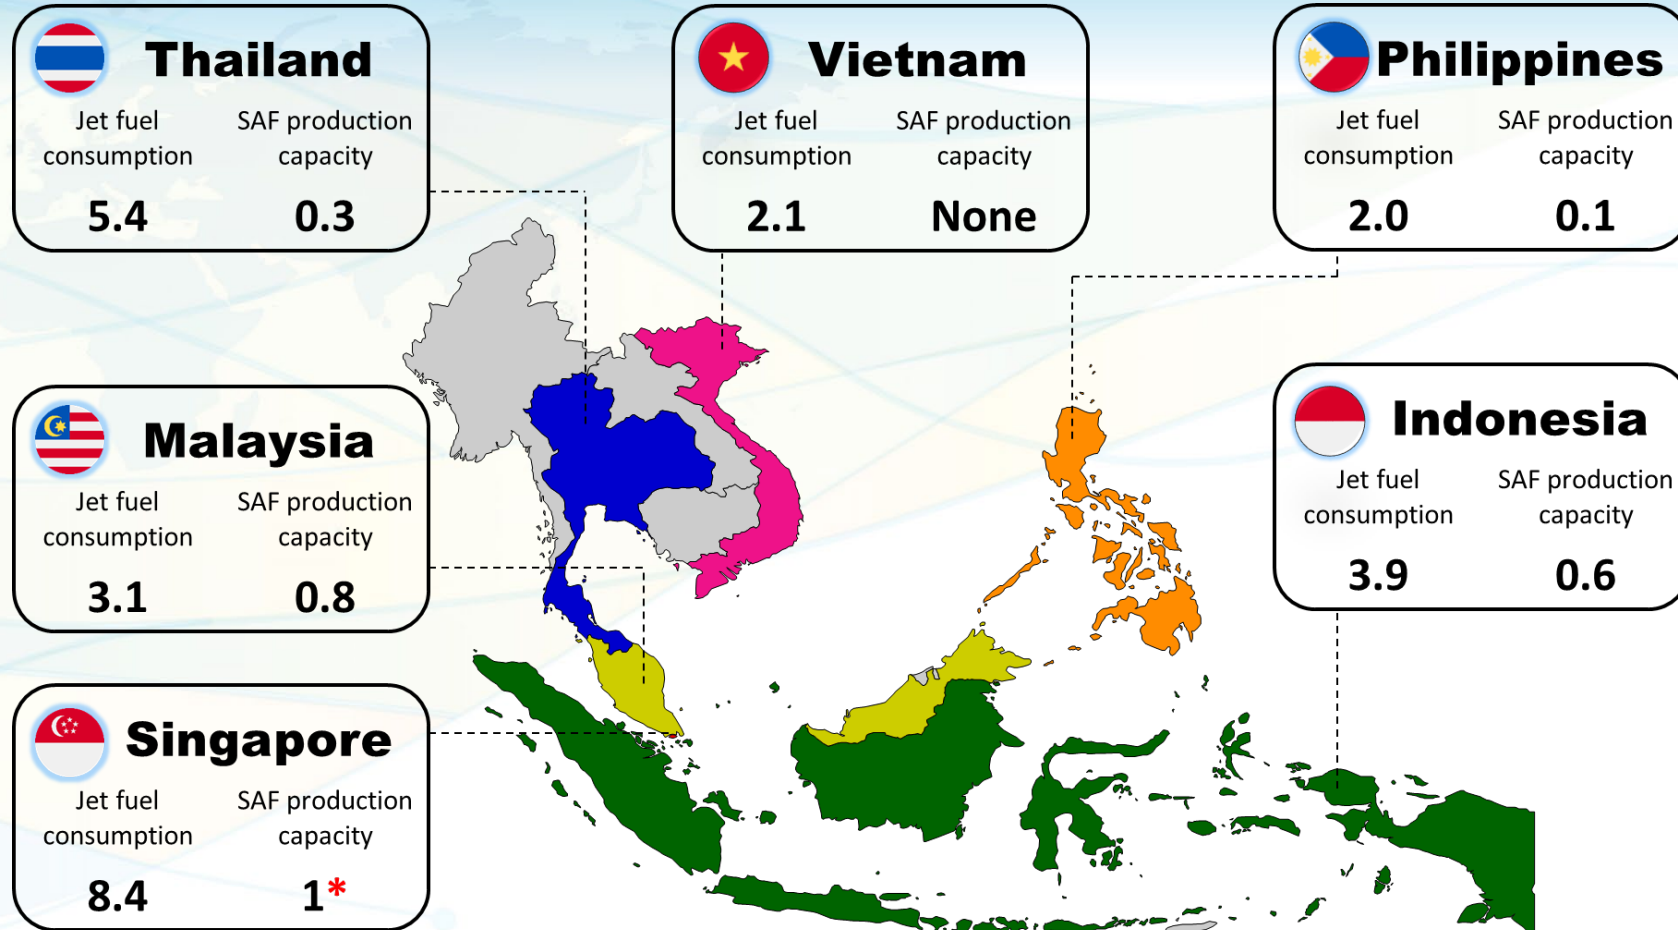 Thailand
Jet fuel consumption
SAF production capacity
5.4
0.3
Vietnam
Jet fuel consumption
SAF production capacity
2.1
None
Philippines
Jet fuel consumption
SAF production capacity
2.0
0.1
Malaysia
Jet fuel consumption
SAF production capacity
3.1
0.8
Indonesia
Jet fuel consumption
SAF production capacity
3.9
0.6
Singapore
Jet fuel consumption
SAF production capacity
8.4
1*